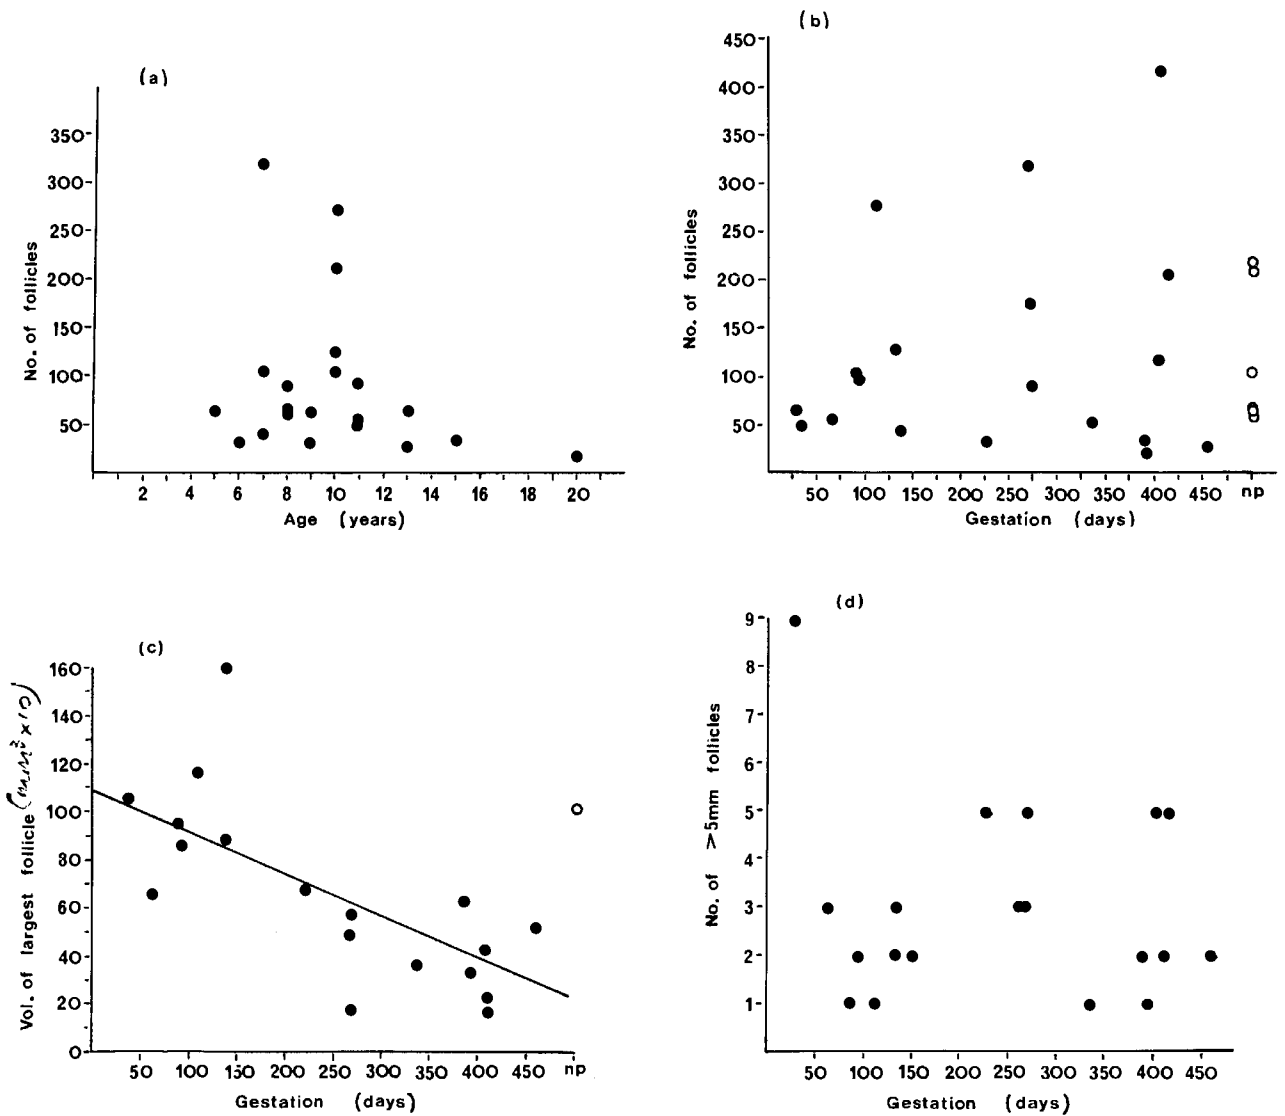 (a)
No. of follicles
350
300
250
200
150
100
50
2 4 6 8 10 12 14 16 18 20
Age (years)
(b)
No. of follicles
450
400
350
300
250
200
150
100
50
50 100 150 200 250 300 350 400 450 np
Gestation (days)
(c)
Vol. of largest follicle (mm³ x 10)
160
140
120
100
80
60
40
20
0
50 100 150 200 250 300 350 400 450 np
Gestation (days)
(d)
No. of >5mm follicles
9
8
7
6
5
4
3
2
1
50 100 150 200 250 300 350 400 450
Gestation (days)